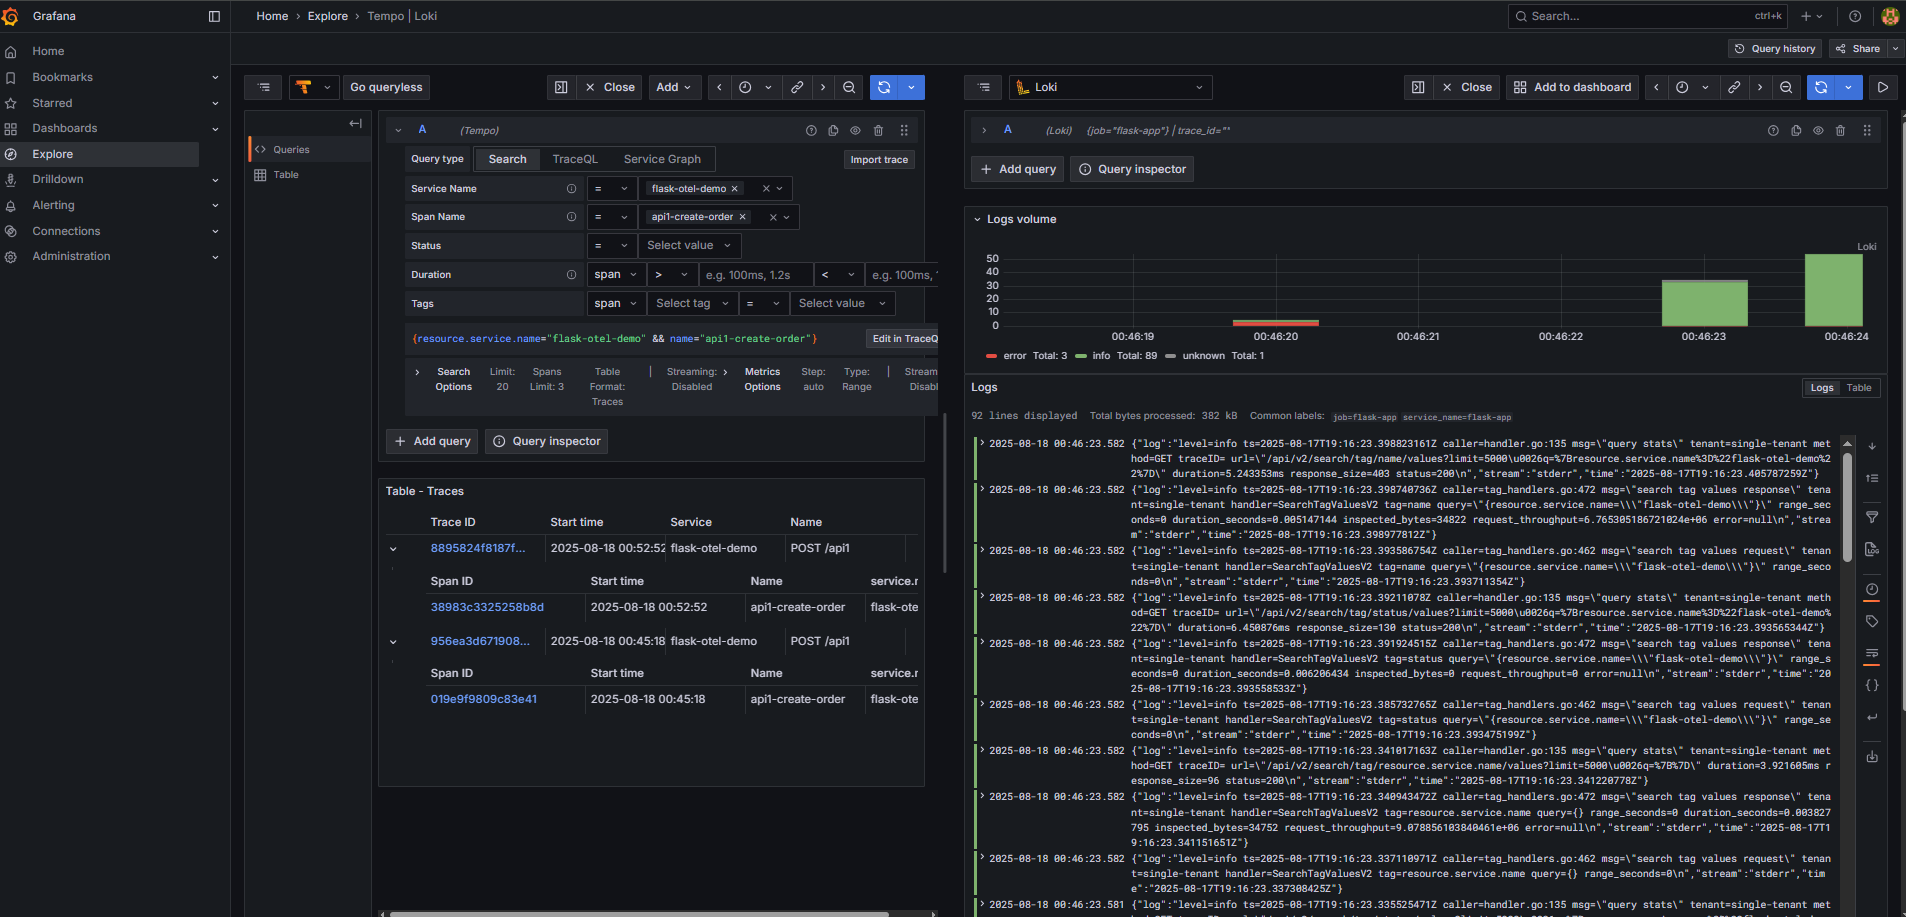 Grafana
Home › Explore › Tempo | Loki
Search... ctrl+k
Query history
Share
Home
Bookmarks
Starred
Dashboards
Explore
Drilldown
Alerting
Connections
Administration
Go queryless
Close
Add
Queries
Table
A (Tempo)
Query type Search TraceQL Service Graph Import trace
Service Name = flask-otel-demo
Span Name = api1-create-order
Status = Select value
Duration span > e.g. 100ms, 1.2s < e.g. 100ms,
Tags span Select tag = Select value
{resource.service.name="flask-otel-demo" && name="api1-create-order"} Edit in TraceQ
Search Options Limit: 20 Spans Limit: 3 Table Format: Traces | Streaming: Disabled Metrics Options Step: auto Type: Range | Stream Disabl
+ Add query Query inspector
Table - Traces
Trace ID Start time Service Name
8895824f8187f... 2025-08-18 00:52:52 flask-otel-demo POST /api1
Span ID Start time Name service.r
38983c3325258b8d 2025-08-18 00:52:52 api1-create-order flask-ote
956ea3d671908... 2025-08-18 00:45:18 flask-otel-demo POST /api1
Span ID Start time Name service.r
019e9f9809c83e41 2025-08-18 00:45:18 api1-create-order flask-ote
Loki
Close
Add to dashboard
A (Loki) {job="flask-app"} | trace_id=""
+ Add query Query inspector
Logs volume
Loki
50
40
30
20
10
0
00:46:19 00:46:20 00:46:21 00:46:22 00:46:23 00:46:24
error Total: 3 info Total: 89 unknown Total: 1
Logs
Logs Table
92 lines displayed Total bytes processed: 382 kB Common labels: job=flask-app service_name=flask-app
2025-08-18 00:46:23.582 {"log":"level=info ts=2025-08-17T19:16:23.398823161Z caller=handler.go:135 msg=\"query stats\" tenant=single-tenant met
hod=GET traceID= url=\"/api/v2/search/tag/name/values?limit=5000\u0026q=%7Bresource.service.name%3D%22flask-otel-demo%2
2%7D\" duration=5.243353ms response_size=403 status=200\n","stream":"stderr","time":"2025-08-17T19:16:23.405787259Z"}
2025-08-18 00:46:23.582 {"log":"level=info ts=2025-08-17T19:16:23.398740736Z caller=tag_handlers.go:472 msg=\"search tag values response\" tena
nt=single-tenant handler=SearchTagValuesV2 tag=name query=\"{resource.service.name=\\\"flask-otel-demo\\\"}\" range_sec
onds=0 duration_seconds=0.005147144 inspected_bytes=34822 request_throughput=6.765305186721024e+06 error=null\n","strea
m":"stderr","time":"2025-08-17T19:16:23.398977812Z"}
2025-08-18 00:46:23.582 {"log":"level=info ts=2025-08-17T19:16:23.393586754Z caller=tag_handlers.go:462 msg=\"search tag values request\" tena
nt=single-tenant handler=SearchTagValuesV2 tag=name query=\"{resource.service.name=\\\"flask-otel-demo\\\"}\" range_seco
nds=0\n","stream":"stderr","time":"2025-08-17T19:16:23.393711354Z"}
2025-08-18 00:46:23.582 {"log":"level=info ts=2025-08-17T19:16:23.39211078Z caller=handler.go:135 msg=\"query stats\" tenant=single-tenant meth
od=GET traceID= url=\"/api/v2/search/tag/status/values?limit=5000\u0026q=%7Bresource.service.name%3D%22flask-otel-demo%
22%7D\" duration=6.450876ms response_size=130 status=200\n","stream":"stderr","time":"2025-08-17T19:16:23.393565344Z"}
2025-08-18 00:46:23.582 {"log":"level=info ts=2025-08-17T19:16:23.391924515Z caller=tag_handlers.go:472 msg=\"search tag values response\" tena
nt=single-tenant handler=SearchTagValuesV2 tag=status query=\"{resource.service.name=\\\"flask-otel-demo\\\"}\" range_s
econds=0 duration_seconds=0.006206434 inspected_bytes=0 request_throughput=0 error=null\n","stream":"stderr","time":"20
25-08-17T19:16:23.393558533Z"}
2025-08-18 00:46:23.582 {"log":"level=info ts=2025-08-17T19:16:23.385732765Z caller=tag_handlers.go:462 msg=\"search tag values request\" tenan
t=single-tenant handler=SearchTagValuesV2 tag=status query=\"{resource.service.name=\\\"flask-otel-demo\\\"}\" range_se
conds=0\n","stream":"stderr","time":"2025-08-17T19:16:23.393475199Z"}
2025-08-18 00:46:23.582 {"log":"level=info ts=2025-08-17T19:16:23.341017163Z caller=handler.go:135 msg=\"query stats\" tenant=single-tenant met
hod=GET traceID= url=\"/api/v2/search/tag/resource.service.name/values?limit=5000\u0026q=%7B%7D\" duration=3.921605ms r
esponse_size=96 status=200\n","stream":"stderr","time":"2025-08-17T19:16:23.341220778Z"}
2025-08-18 00:46:23.582 {"log":"level=info ts=2025-08-17T19:16:23.340943472Z caller=tag_handlers.go:472 msg=\"search tag values response\" tena
nt=single-tenant handler=SearchTagValuesV2 tag=resource.service.name query={} range_seconds=0 duration_seconds=0.003827
795 inspected_bytes=34752 request_throughput=9.078856103840461e+06 error=null\n","stream":"stderr","time":"2025-08-17T1
9:16:23.341151651Z"}
2025-08-18 00:46:23.582 {"log":"level=info ts=2025-08-17T19:16:23.337110971Z caller=tag_handlers.go:462 msg=\"search tag values request\" tenan
t=single-tenant handler=SearchTagValuesV2 tag=resource.service.name query={} range_seconds=0\n","stream":"stderr","tim
e":"2025-08-17T19:16:23.337308425Z"}
2025-08-18 00:46:23.581 {"log":"level=info ts=2025-08-17T19:16:23.335525471Z caller=handler.go:135 msg=\"query stats\" tenant=single-tenant met